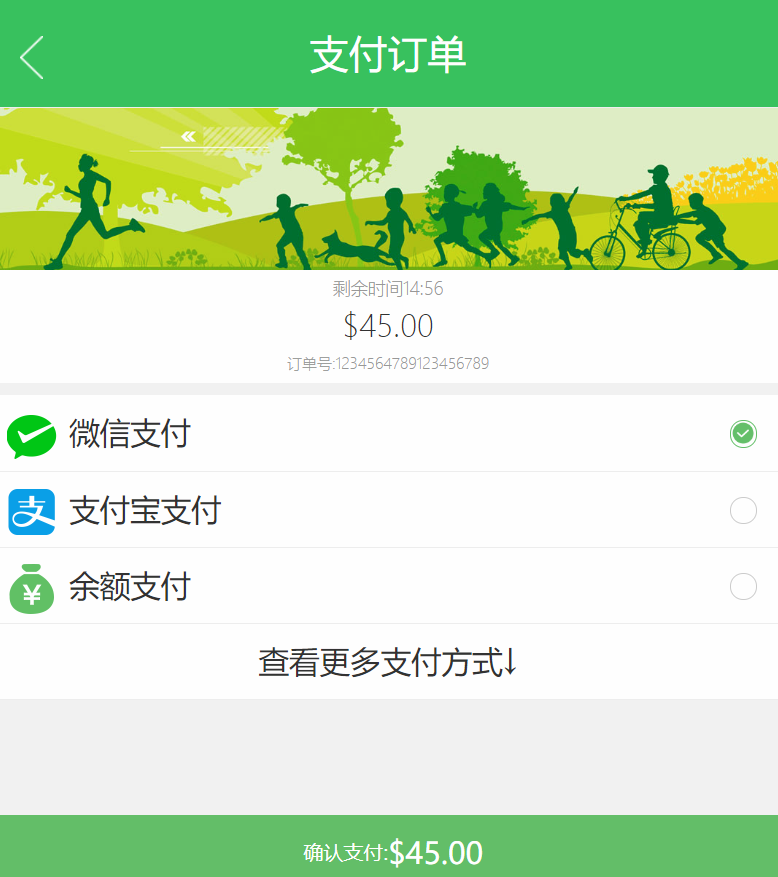 支付订单
剩余时间14:56
$45.00
订单号:1234564789123456789
微信支付
支付宝支付
余额支付
查看更多支付方式↓
确认支付:$45.00